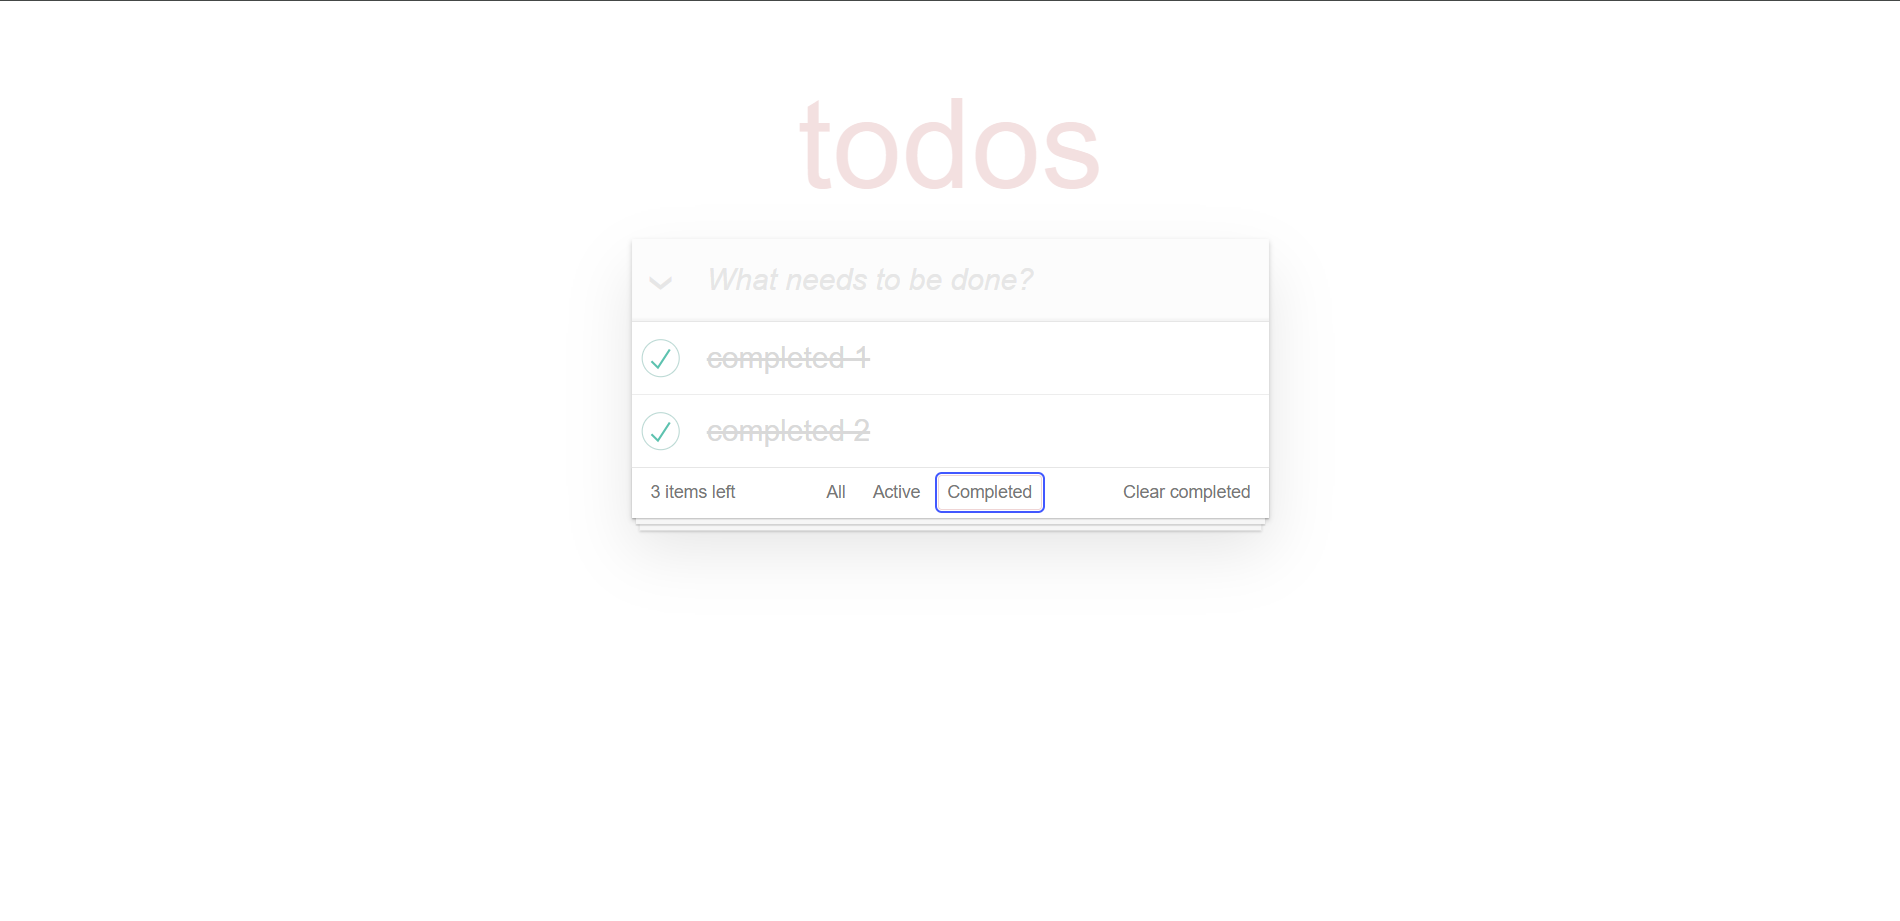 todos
What needs to be done?
completed 1
completed 2
3 items left All Active Completed Clear completed